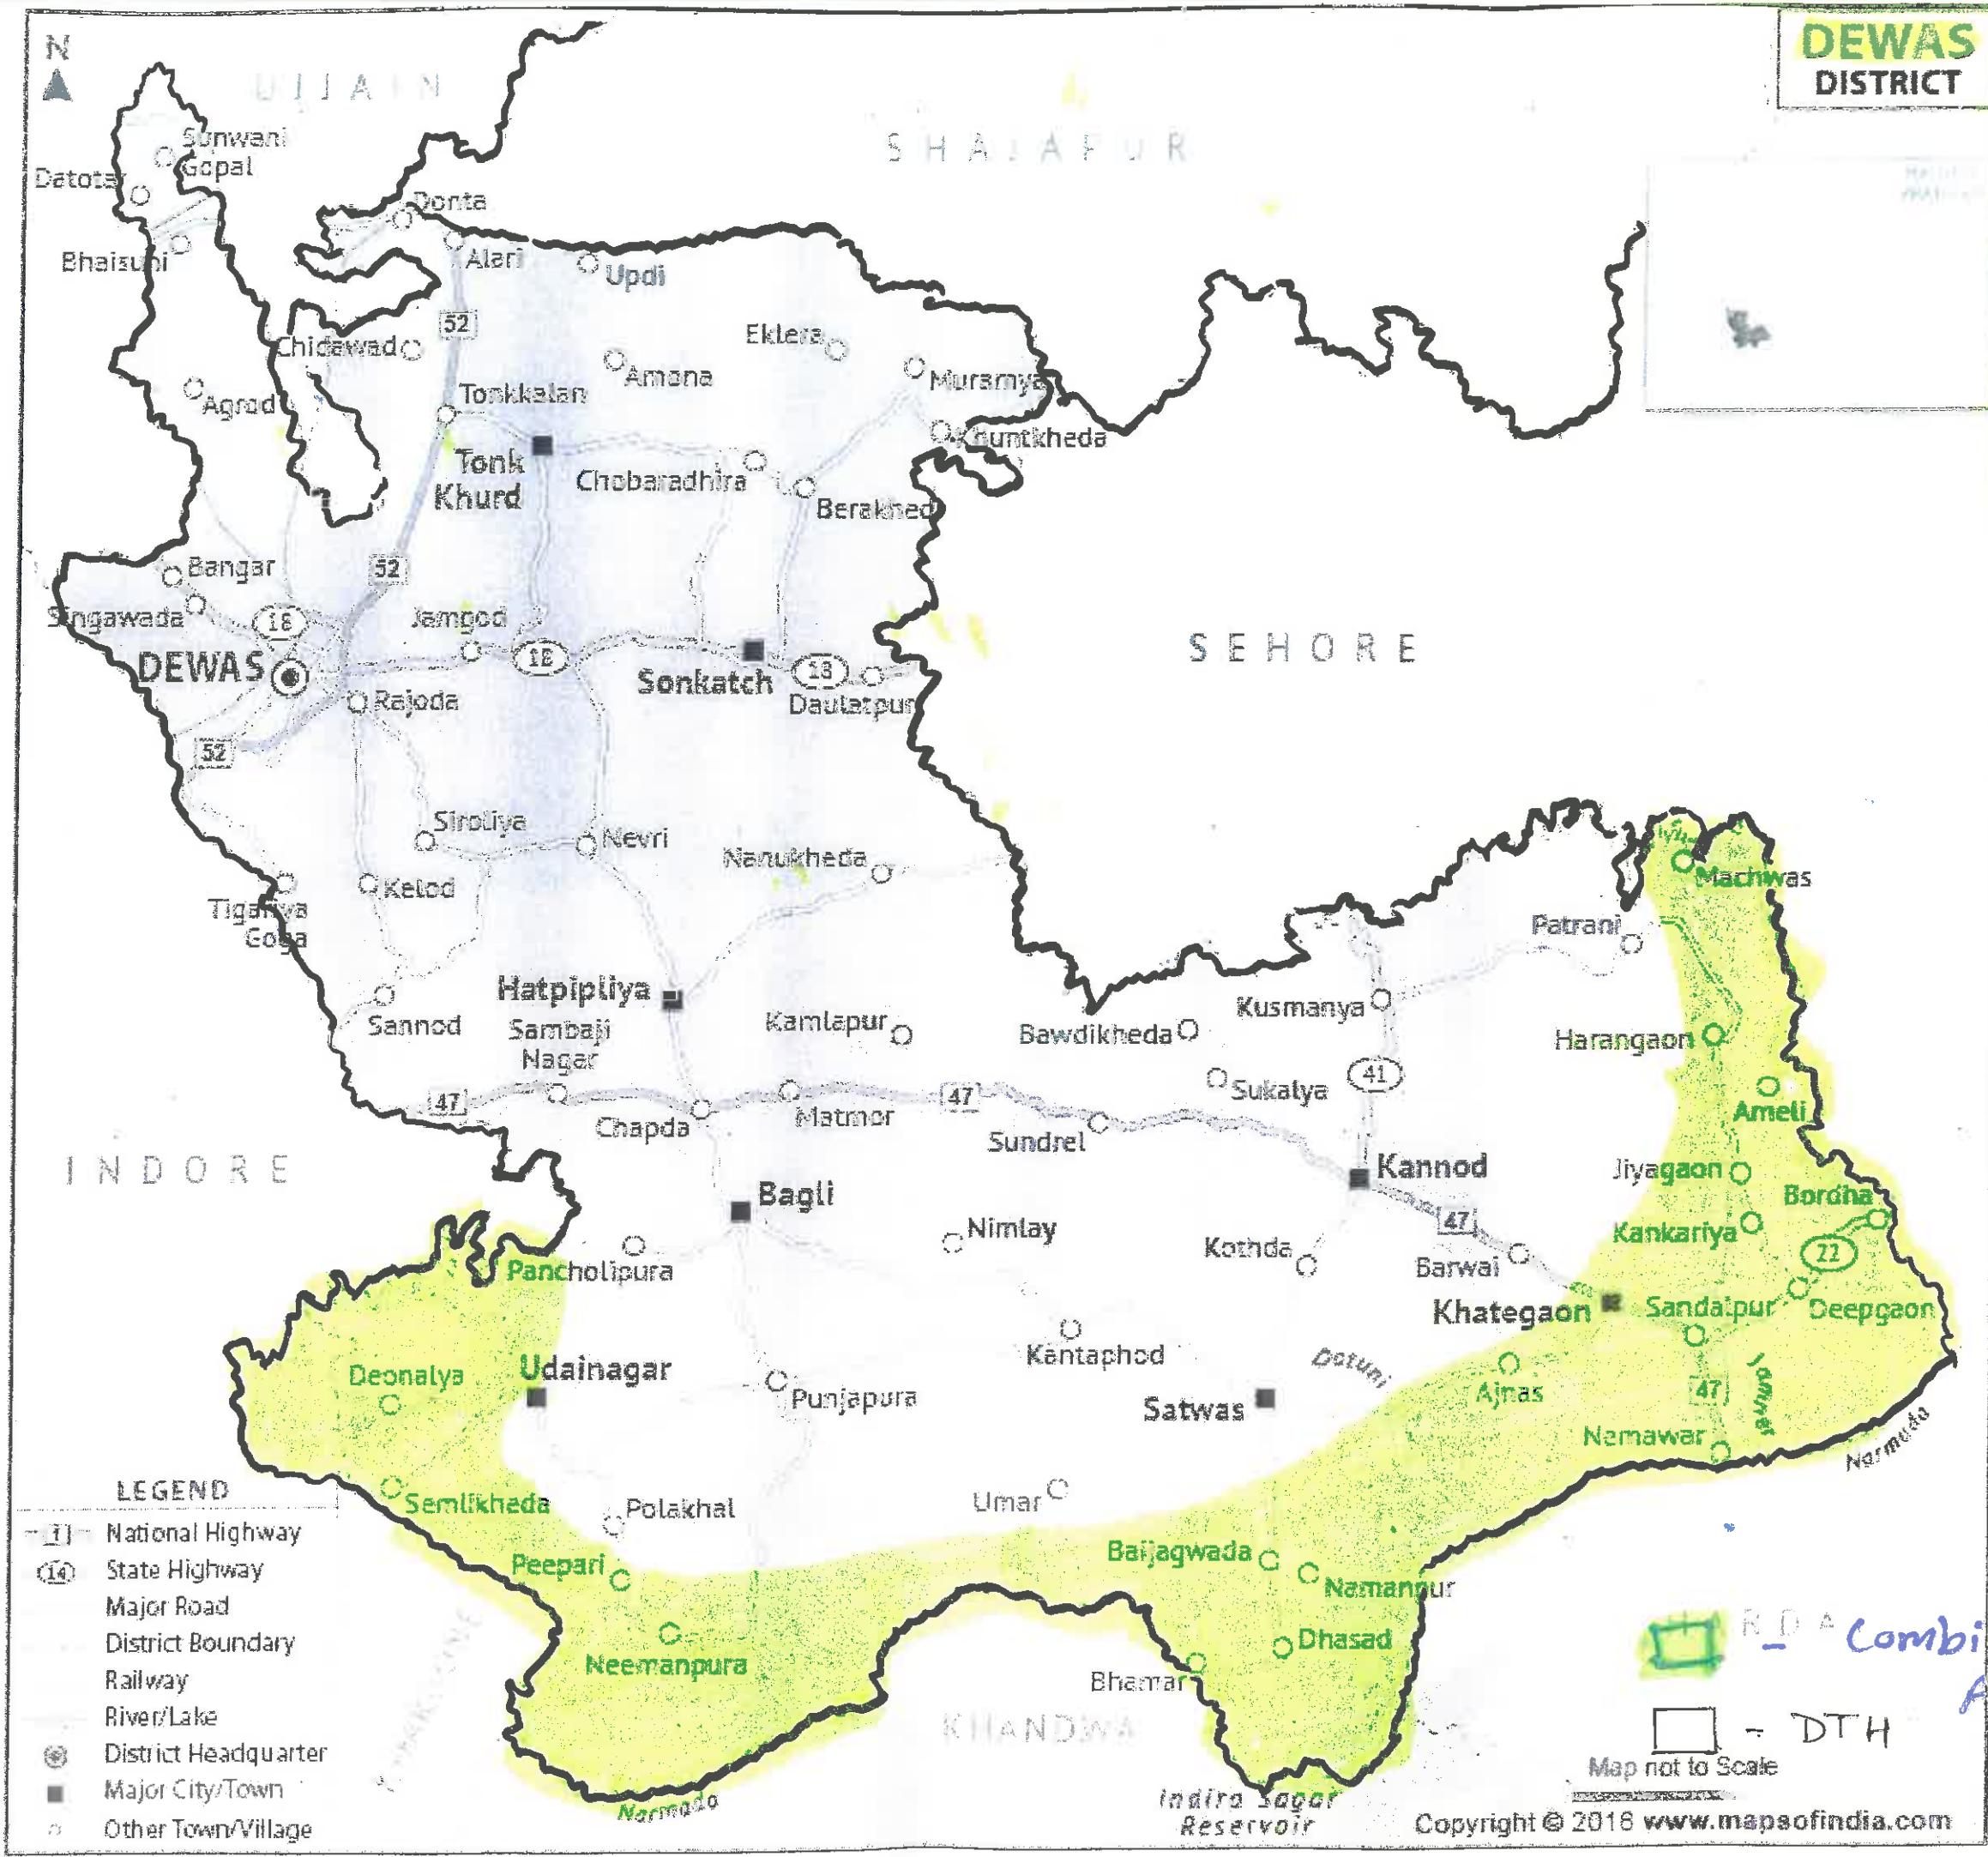 N
DEWAS
DISTRICT
UJJAIN
SHAJAPUR
Sunwani
Gopal
Datotar
Donta
Bhaisuni
Alari
Updi
52
Eklera
Chidawad
Amona
Muramya
Agrod
Tonkkalan
Khuntkheda
Tonk
Khurd
Chobaradhira
Berakhed
Bangar
52
Singawada
18
Jamgod
SEHORE
DEWAS
18
Sonkatch
18
Rajoda
Daulatpur
52
Siroliya
Nevri
Nanukheda
Machwas
Kelod
Tigariya
Goga
Patrani
Hatpipliya
Kusmanya
Sannod
Sambaji
Nagar
Kamlapur
Bawdikheda
Harangaon
41
Sukalya
47
47
Ameli
Chapda
Matmor
Sundrel
INDORE
Kannod
Jiyagaon
Bagli
Bordha
47
Nimlay
Kankariya
Kothda
22
Pancholipura
Barwai
Khategaon
Sandalpur
Deepgaon
Kantaphod
Datuni
Deonalya
Udainagar
Punjapura
Ajnas
47
Jamner
Satwas
Nemawar
Narmada
LEGEND
Semlikheda
Polakhal
Umar
1 National Highway
14 State Highway
Major Road
District Boundary
Railway
River/Lake
District Headquarter
Major City/Town
Other Town/Village
Peepari
Baijagwada
Namanpur
Neemanpura
Dhasad
Bhamar
KHANDWA
Narmada
Indira Sagar
Reservoir
RDA Combi
- DTH
Map not to Scale
Copyright © 2016 www.mapsofindia.com